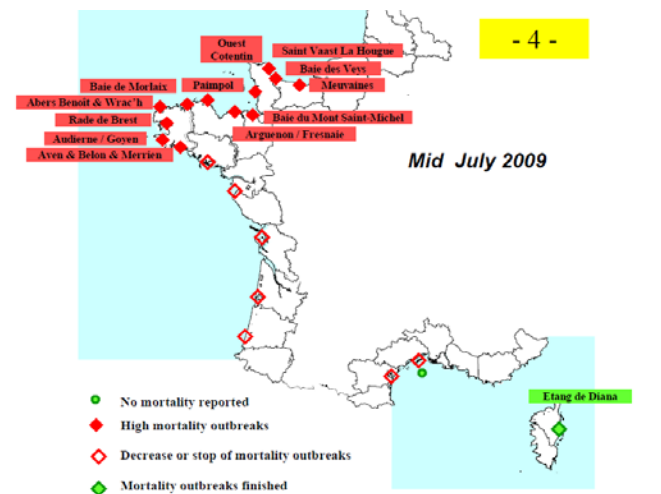 - 4 -
Ouest
Cotentin
Saint Vaast La Hougue
Baie des Veys
Meuvaines
Baie de Morlaix
Paimpol
Abers Benoît & Wrac'h
Rade de Brest
Baie du Mont Saint-Michel
Arguenon / Fresnaie
Audierne / Goyen
Aven & Belon & Merrien
Mid July 2009
Etang de Diana
No mortality reported
High mortality outbreaks
Decrease or stop of mortality outbreaks
Mortality outbreaks finished